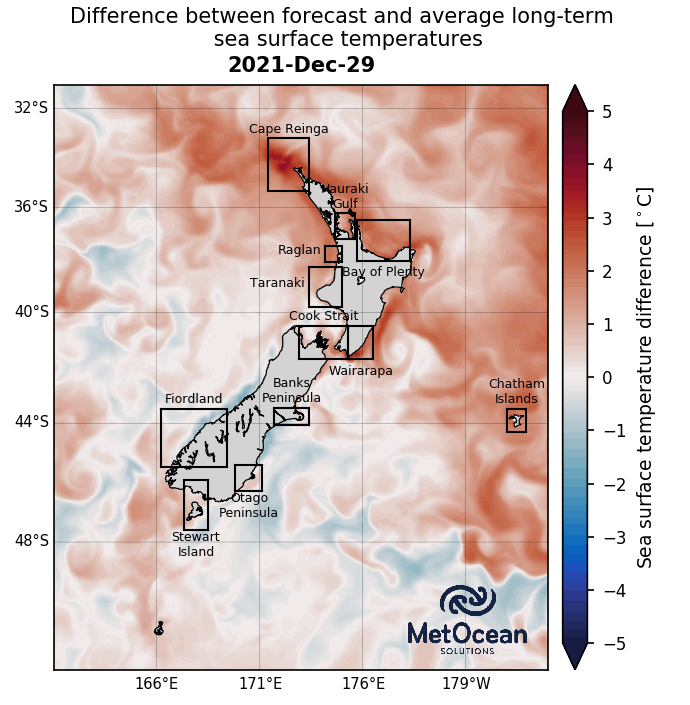 Difference between forecast and average long-term
sea surface temperatures
2021-Dec-29
32°S
36°S
40°S
44°S
48°S
166°E
171°E
176°E
179°W
Cape Reinga
Hauraki
Gulf
Raglan
Bay of Plenty
Taranaki
Cook Strait
Wairarapa
Banks
Peninsula
Fiordland
Chatham
Islands
Otago
Peninsula
Stewart
Island
MetOcean
SOLUTIONS
5
4
3
2
1
0
−1
−2
−3
−4
−5
Sea surface temperature difference [°C]